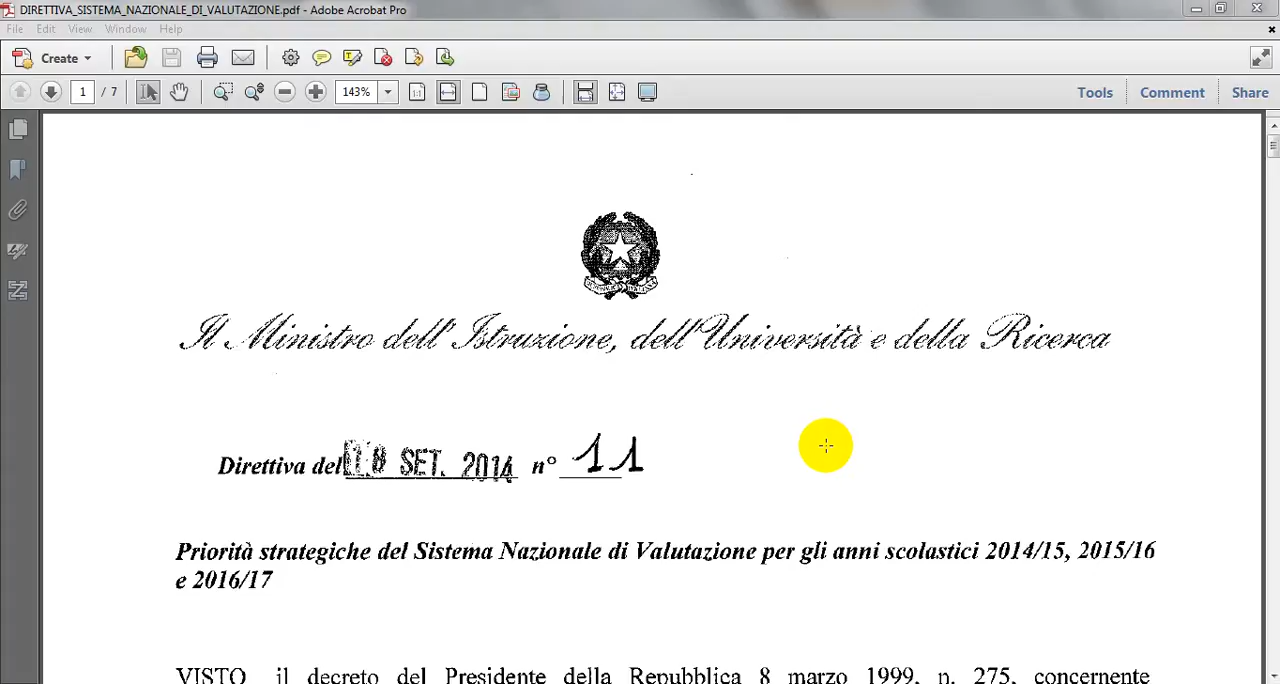 DIRETTIVA_SISTEMA_NAZIONALE_DI_VALUTAZIONE.pdf - Adobe Acrobat Pro
File Edit View Window Help
Create
1 / 7 143% Tools Comment Share
Il Ministro dell'Istruzione, dell'Università e della Ricerca
Direttiva del 18 SET. 2014 n° 11
Priorità strategiche del Sistema Nazionale di Valutazione per gli anni scolastici 2014/15, 2015/16
e 2016/17
VISTO il decreto del Presidente della Repubblica 8 marzo 1999, n. 275, concernente